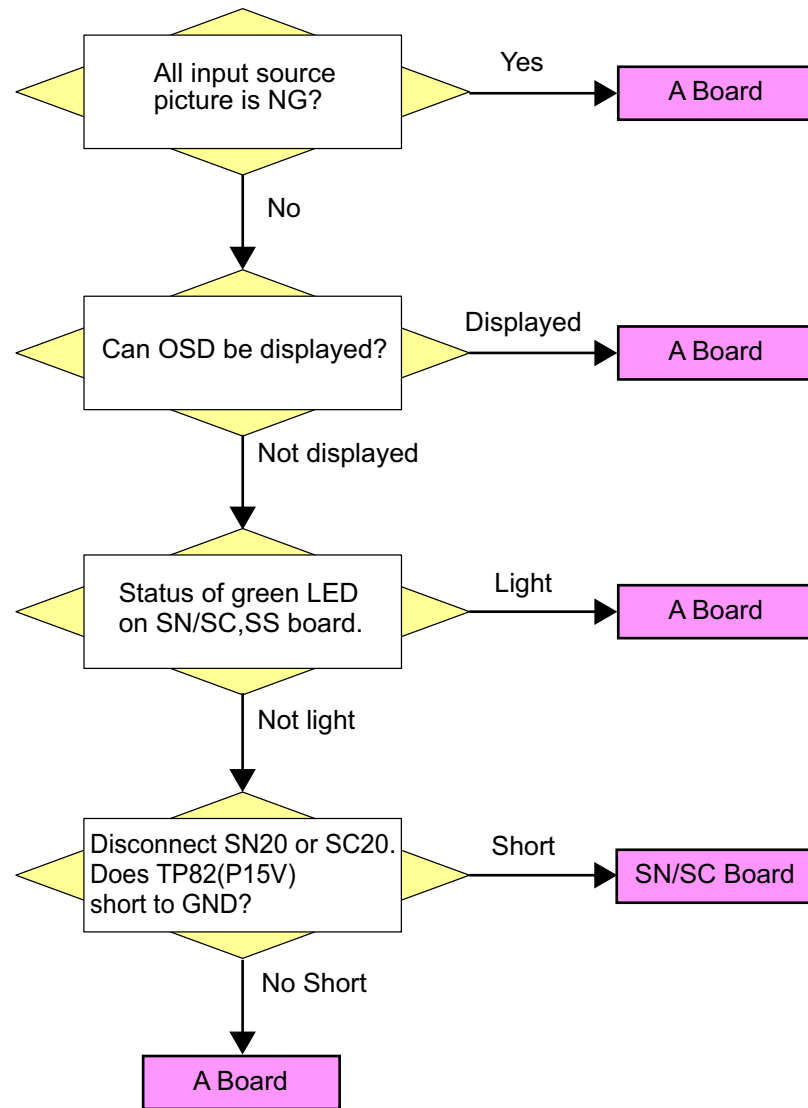 All input source
picture is NG?
Yes
A Board
No
Can OSD be displayed?
Displayed
A Board
Not displayed
Status of green LED
on SN/SC,SS board.
Light
A Board
Not light
Disconnect SN20 or SC20.
Does TP82(P15V)
short to GND?
Short
SN/SC Board
No Short
A Board